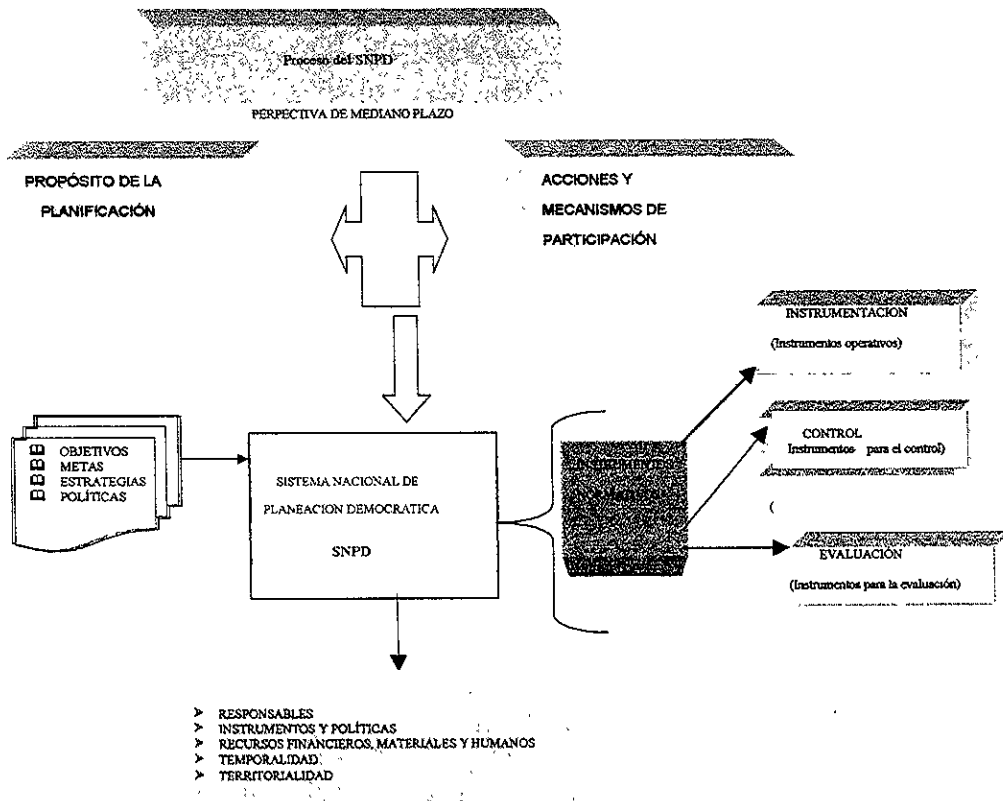 Proceso del SNPD
PERPECTIVA DE MEDIANO PLAZO
PROPÓSITO DE LA
PLANIFICACIÓN
ACCIONES Y
MECANISMOS DE
PARTICIPACIÓN
INSTRUMENTACION
(Instrumentos operativos)
CONTROL
Instrumentos para el control)
(
EVALUACIÓN
(Instrumentos para la evaluación)
OBJETIVOS
METAS
ESTRATEGIAS
POLÍTICAS
SISTEMA NACIONAL DE
PLANEACION DEMOCRATICA
SNPD
INSTRUMENTOS
➤ RESPONSABLES
➤ INSTRUMENTOS Y POLÍTICAS
➤ RECURSOS FINANCIEROS, MATERIALES Y HUMANOS
➤ TEMPORALIDAD
➤ TERRITORIALIDAD